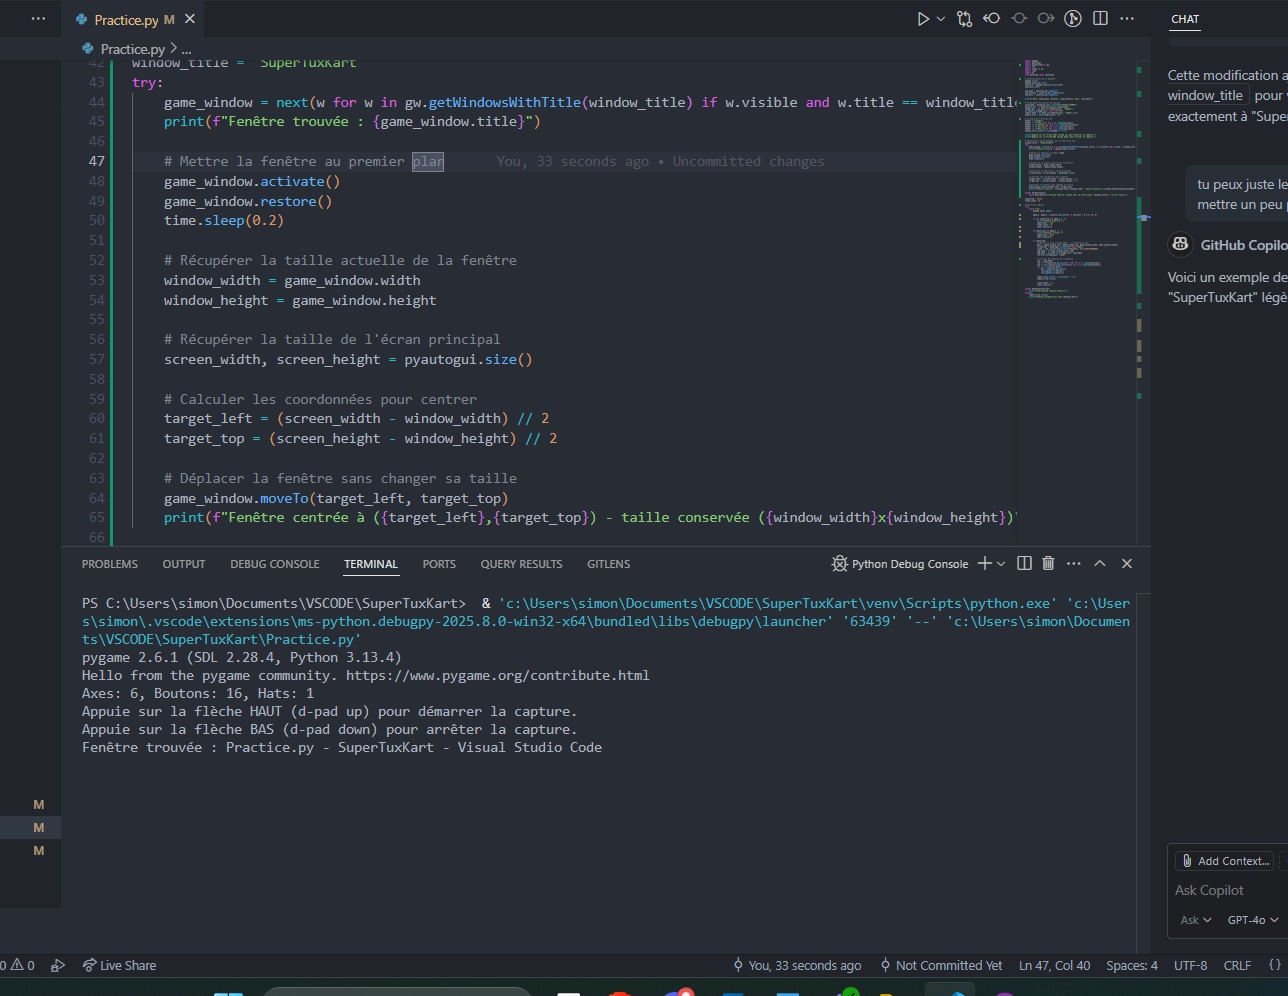 Practice.py M
CHAT
Practice.py > ...
42 window_title = "SuperTuxKart"
43 try:
44 game_window = next(w for w in gw.getWindowsWithTitle(window_title) if w.visible and w.title == window_titl
45 print(f"Fenêtre trouvée : {game_window.title}")
46
47 # Mettre la fenêtre au premier plan You, 33 seconds ago • Uncommitted changes
48 game_window.activate()
49 game_window.restore()
50 time.sleep(0.2)
51
52 # Récupérer la taille actuelle de la fenêtre
53 window_width = game_window.width
54 window_height = game_window.height
55
56 # Récupérer la taille de l'écran principal
57 screen_width, screen_height = pyautogui.size()
58
59 # Calculer les coordonnées pour centrer
60 target_left = (screen_width - window_width) // 2
61 target_top = (screen_height - window_height) // 2
62
63 # Déplacer la fenêtre sans changer sa taille
64 game_window.moveTo(target_left, target_top)
65 print(f"Fenêtre centrée à ({target_left},{target_top}) - taille conservée ({window_width}x{window_height})"
66
Cette modification a
window_title pour
exactement à "Super
tu peux juste le
mettre un peu
GitHub Copilo
Voici un exemple de
"SuperTuxKart" légè
PROBLEMS OUTPUT DEBUG CONSOLE TERMINAL PORTS QUERY RESULTS GITLENS
Python Debug Console
PS C:\Users\simon\Documents\VSCODE\SuperTuxKart> & 'c:\Users\simon\Documents\VSCODE\SuperTuxKart\venv\Scripts\python.exe' 'c:\User
s\simon\.vscode\extensions\ms-python.debugpy-2025.8.0-win32-x64\bundled\libs\debugpy\launcher' '63439' '--' 'c:\Users\simon\Documen
ts\VSCODE\SuperTuxKart\Practice.py'
pygame 2.6.1 (SDL 2.28.4, Python 3.13.4)
Hello from the pygame community. https://www.pygame.org/contribute.html
Axes: 6, Boutons: 16, Hats: 1
Appuie sur la flèche HAUT (d-pad up) pour démarrer la capture.
Appuie sur la flèche BAS (d-pad down) pour arrêter la capture.
Fenêtre trouvée : Practice.py - SuperTuxKart - Visual Studio Code
M
M
M
Add Context...
Ask Copilot
Ask GPT-4o
0 0 Live Share You, 33 seconds ago Not Committed Yet Ln 47, Col 40 Spaces: 4 UTF-8 CRLF {}